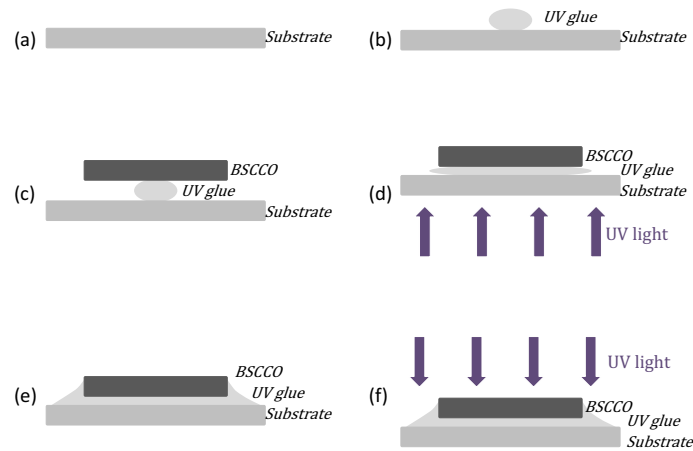 (a)
Substrate
(b)
UV glue
Substrate
(c)
BSCCO
UV glue
Substrate
(d)
BSCCO
UV glue
Substrate
UV light
(e)
BSCCO
UV glue
Substrate
(f)
UV light
BSCCO
UV glue
Substrate